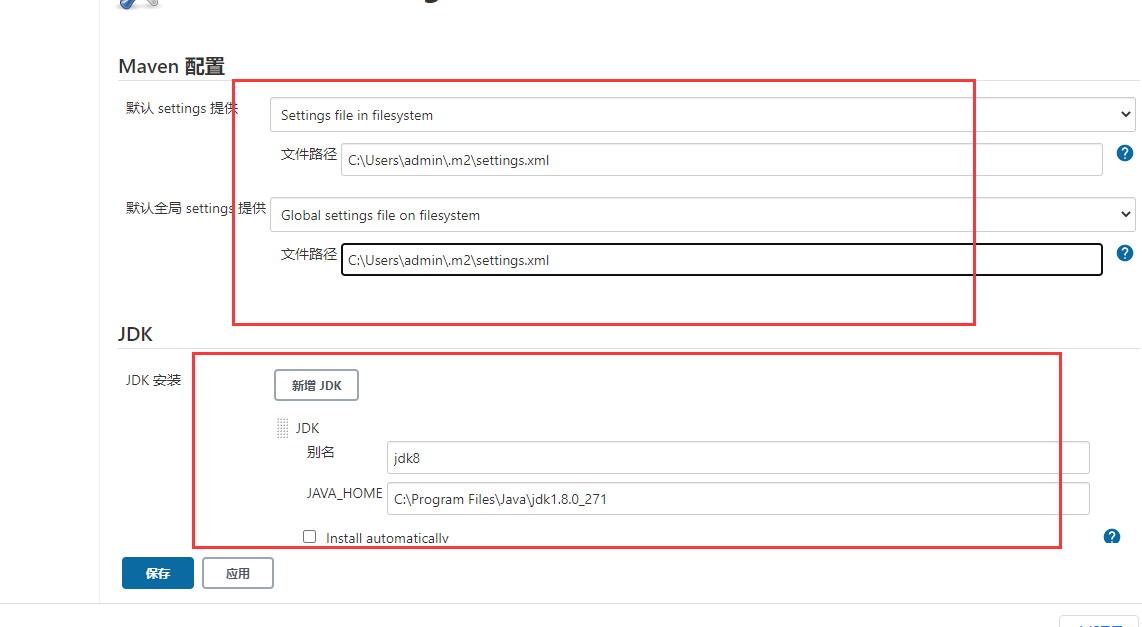 Maven 配置
默认 settings 提供
Settings file in filesystem
文件路径
C:\Users\admin\.m2\settings.xml
默认全局 settings 提供
Global settings file on filesystem
文件路径
C:\Users\admin\.m2\settings.xml
JDK
JDK 安装
新增 JDK
JDK
别名
jdk8
JAVA_HOME
C:\Program Files\Java\jdk1.8.0_271
Install automatically
保存
应用